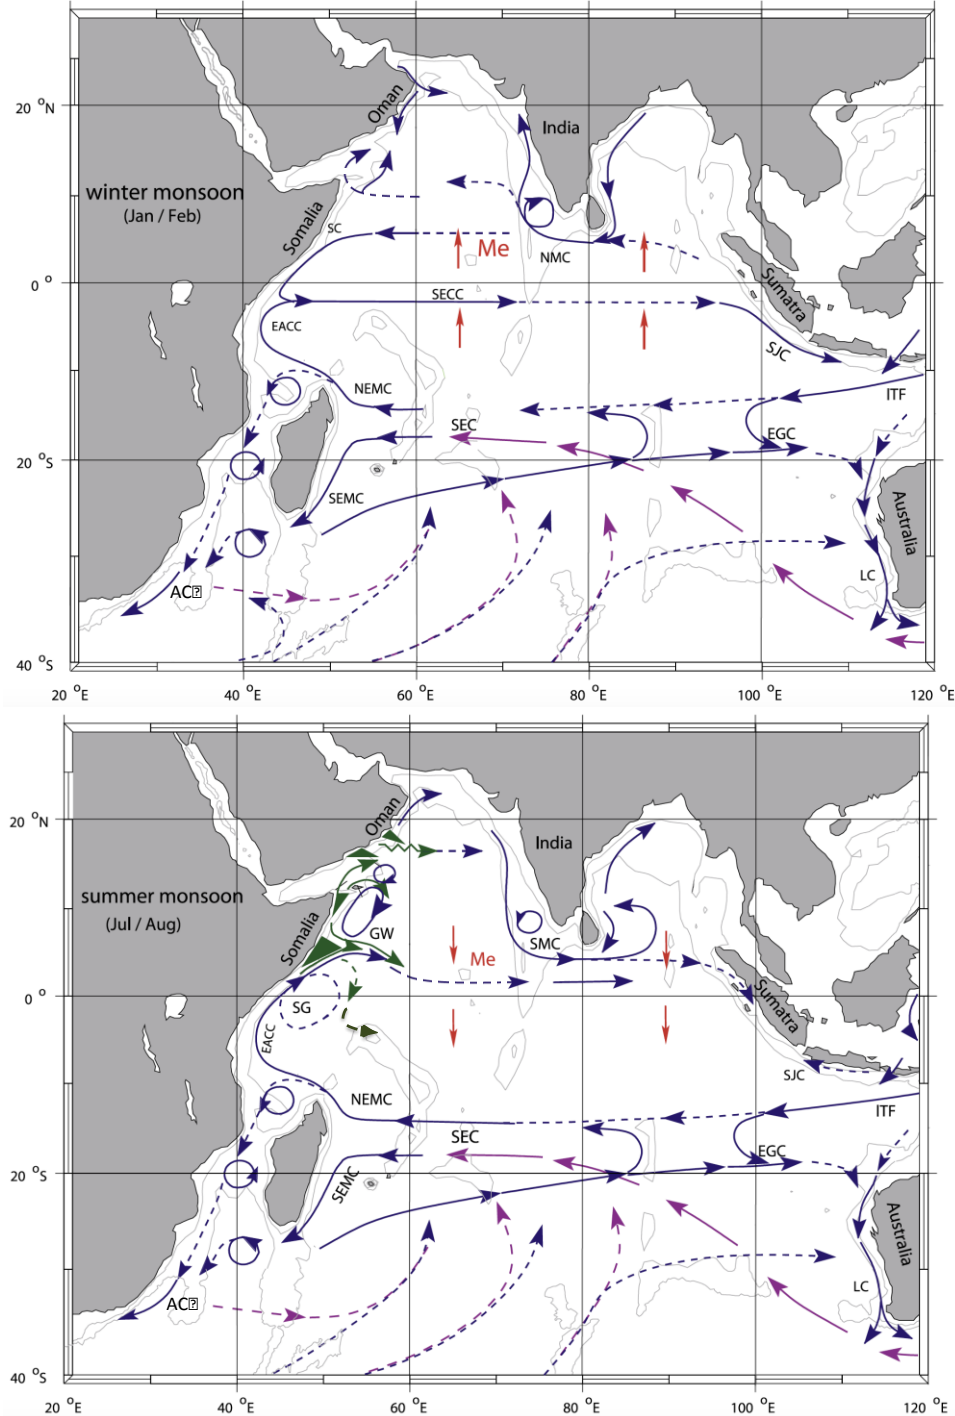 20 °N
Oman
India
winter monsoon
(Jan / Feb)
Somalia
SC
Me
NMC
0 °
SECC
Sumatra
EACC
SJC
NEMC
ITF
SEC
EGC
20 °S
SEMC
Australia
LC
AC
40 °S
20 °E
40 °E
60 °E
80 °E
100 °E
120 °E
20 °N
Oman
India
summer monsoon
(Jul / Aug)
Somalia
GW
SMC
Me
0 °
SG
Sumatra
EACC
SJC
NEMC
ITF
SEC
EGC
20 °S
SEMC
Australia
LC
AC
40 °S
20 °E
40 °E
60 °E
80 °E
100 °E
120 °E